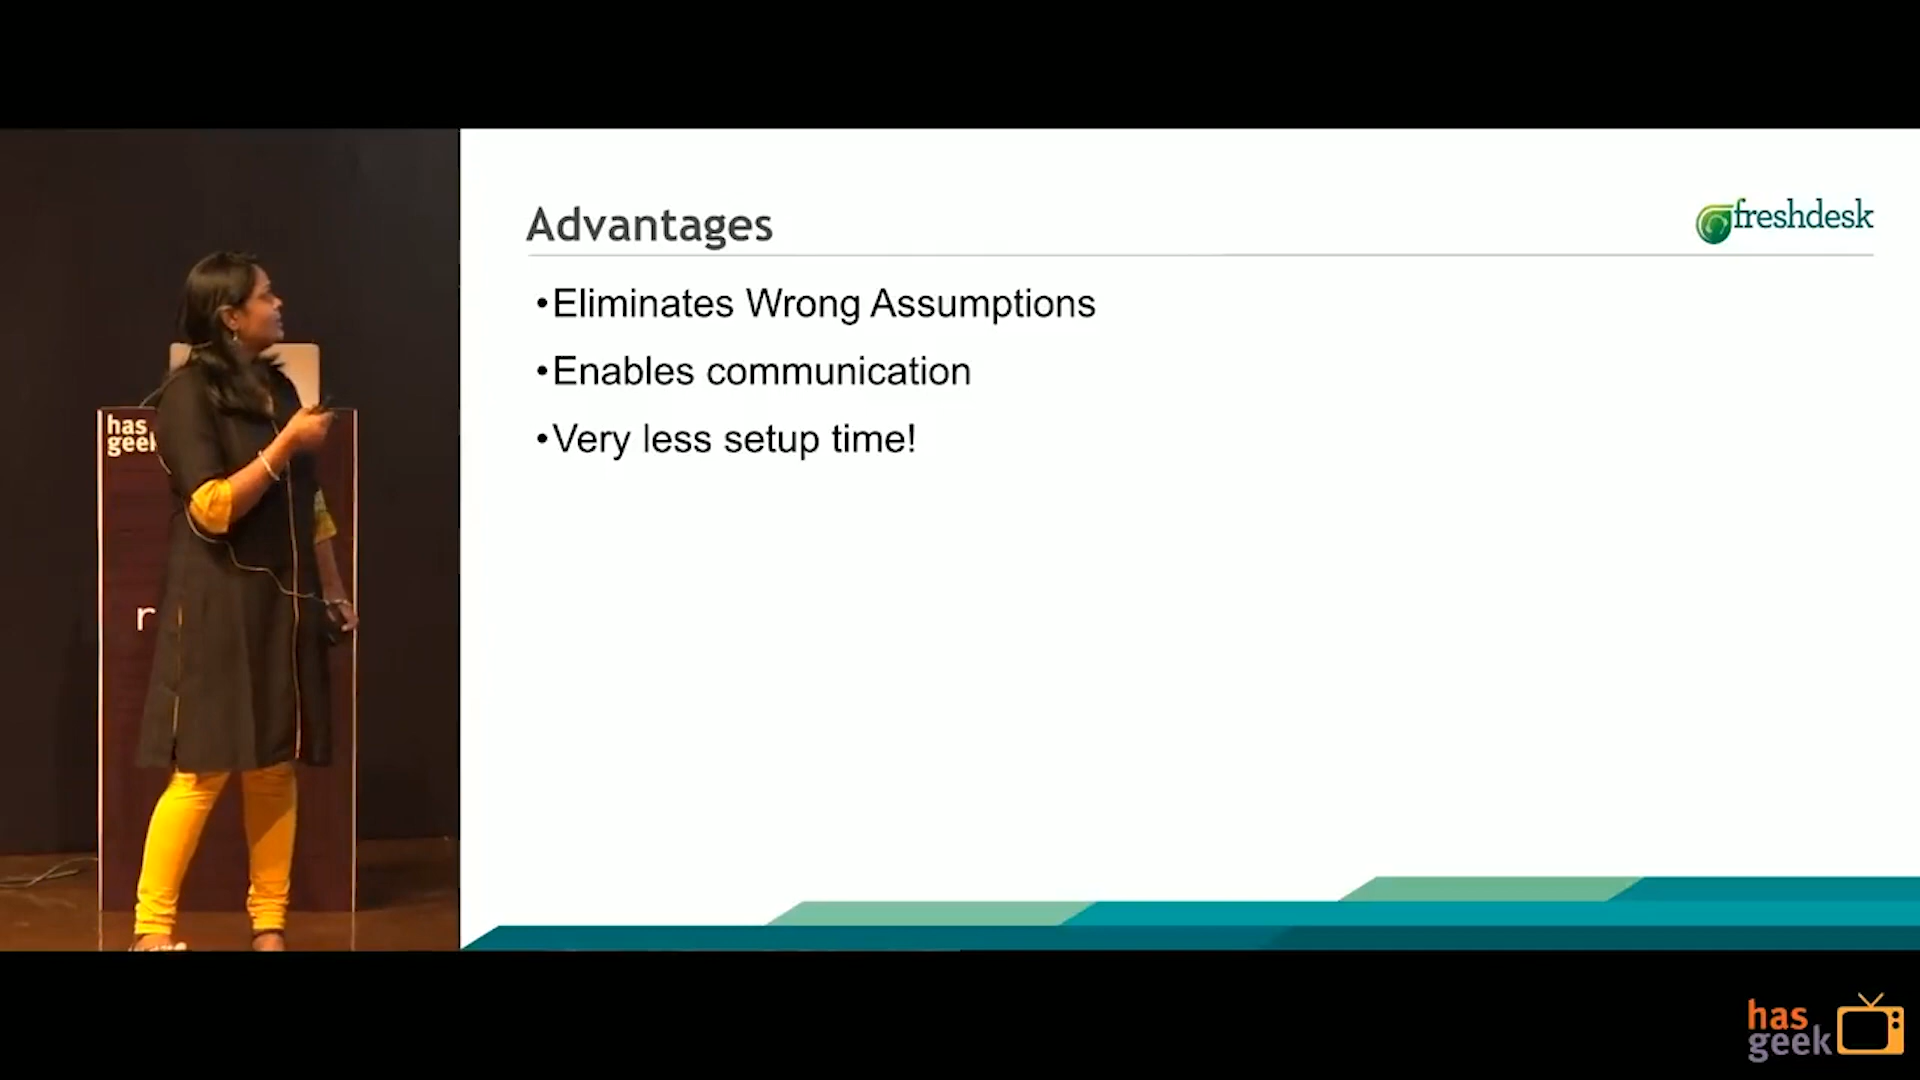 Advantages
freshdesk
•Eliminates Wrong Assumptions
•Enables communication
•Very less setup time!
has
geek
r
has
geek